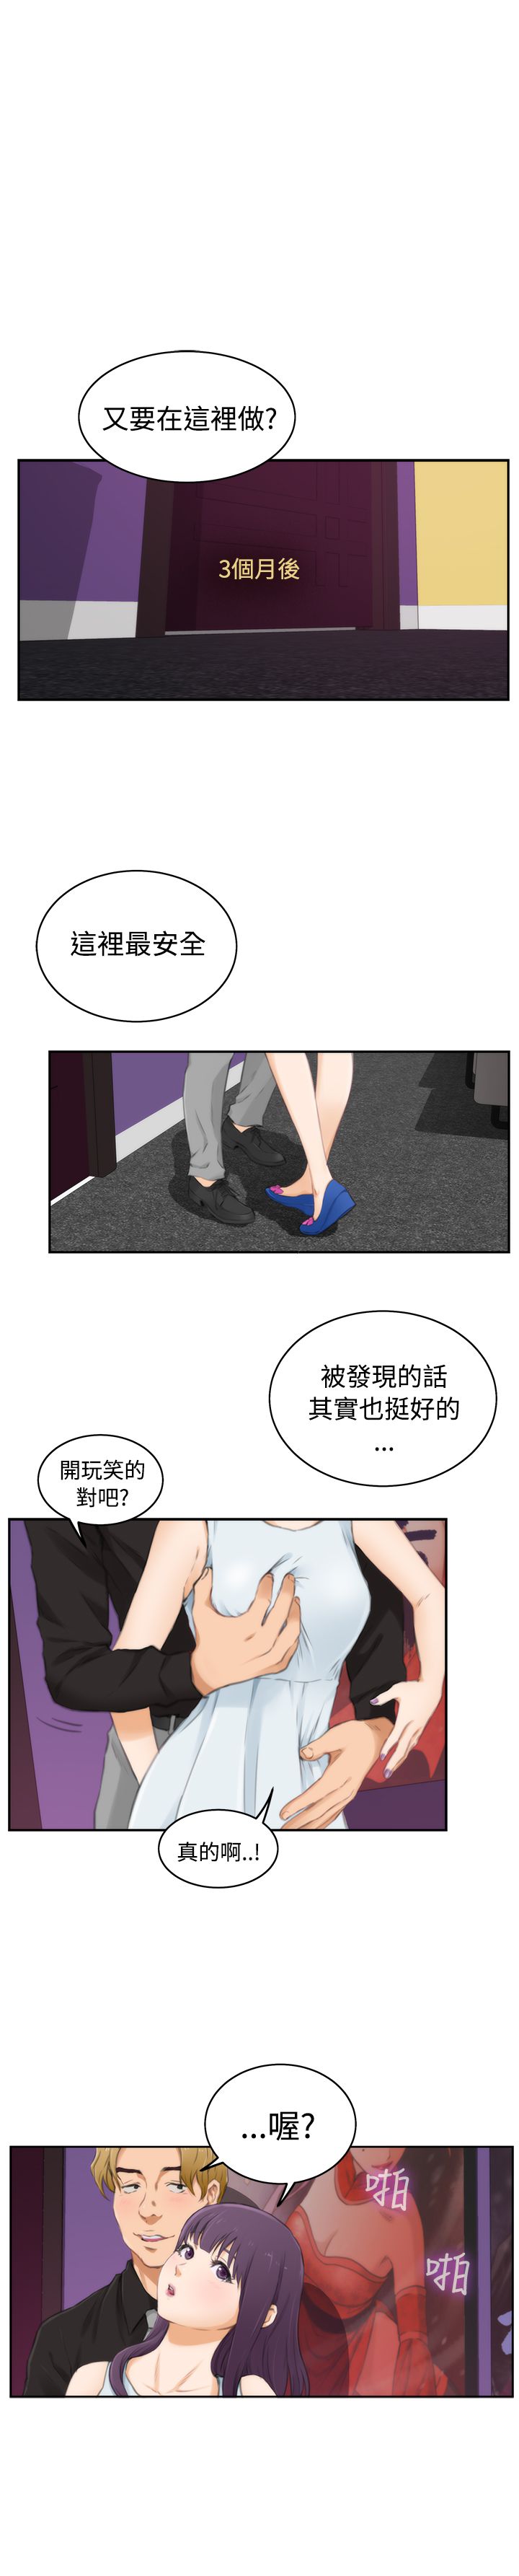 又要在這裡做?
3個月後
這裡最安全
被發現的話
其實也挺好的
...
開玩笑的
對吧?
真的啊..!
...喔?
啪
啪